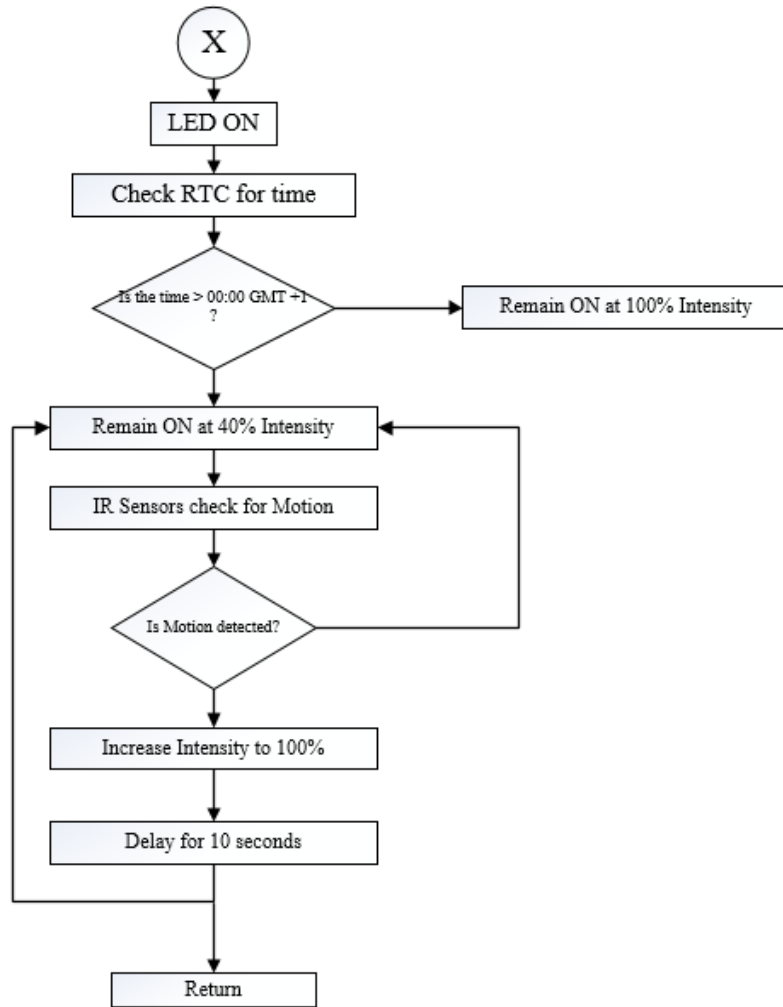 X
LED ON
Check RTC for time
Is the time > 00:00 GMT +1
?
Remain ON at 100% Intensity
Remain ON at 40% Intensity
IR Sensors check for Motion
Is Motion detected?
Increase Intensity to 100%
Delay for 10 seconds
Return